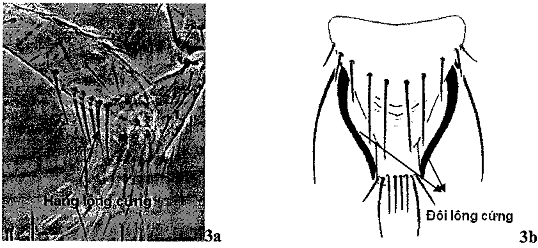 Hàng lông cứng
3a
Đôi lông cứng
3b